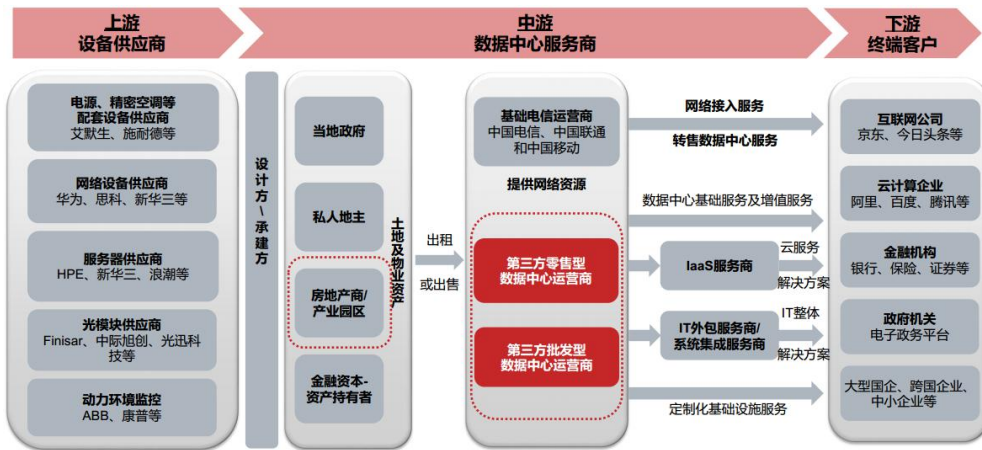 上游
设备供应商
中游
数据中心服务商
下游
终端客户
电源、精密空调等
配套设备供应商
艾默生、施耐德等
网络设备供应商
华为、思科、新华三等
服务器供应商
HPE、新华三、浪潮等
光模块供应商
Finisar、中际旭创、光迅科
技等
动力环境监控
ABB、康普等
设计方\承建方
当地政府
私人地主
房地产商/
产业园区
金融资本-
资产持有者
土地及物业资产
出租
或出售
基础电信运营商
中国电信、中国联通
和中国移动
提供网络资源
第三方零售型
数据中心运营商
第三方批发型
数据中心运营商
网络接入服务
转售数据中心服务
数据中心基础服务及增值服务
IaaS服务商
云服务
解决方案
IT外包服务商/
系统集成服务商
IT整体
解决方案
定制化基础设施服务
互联网公司
京东、今日头条等
云计算企业
阿里、百度、腾讯等
金融机构
银行、保险、证券等
政府机关
电子政务平台
大型国企、跨国企业、
中小企业等